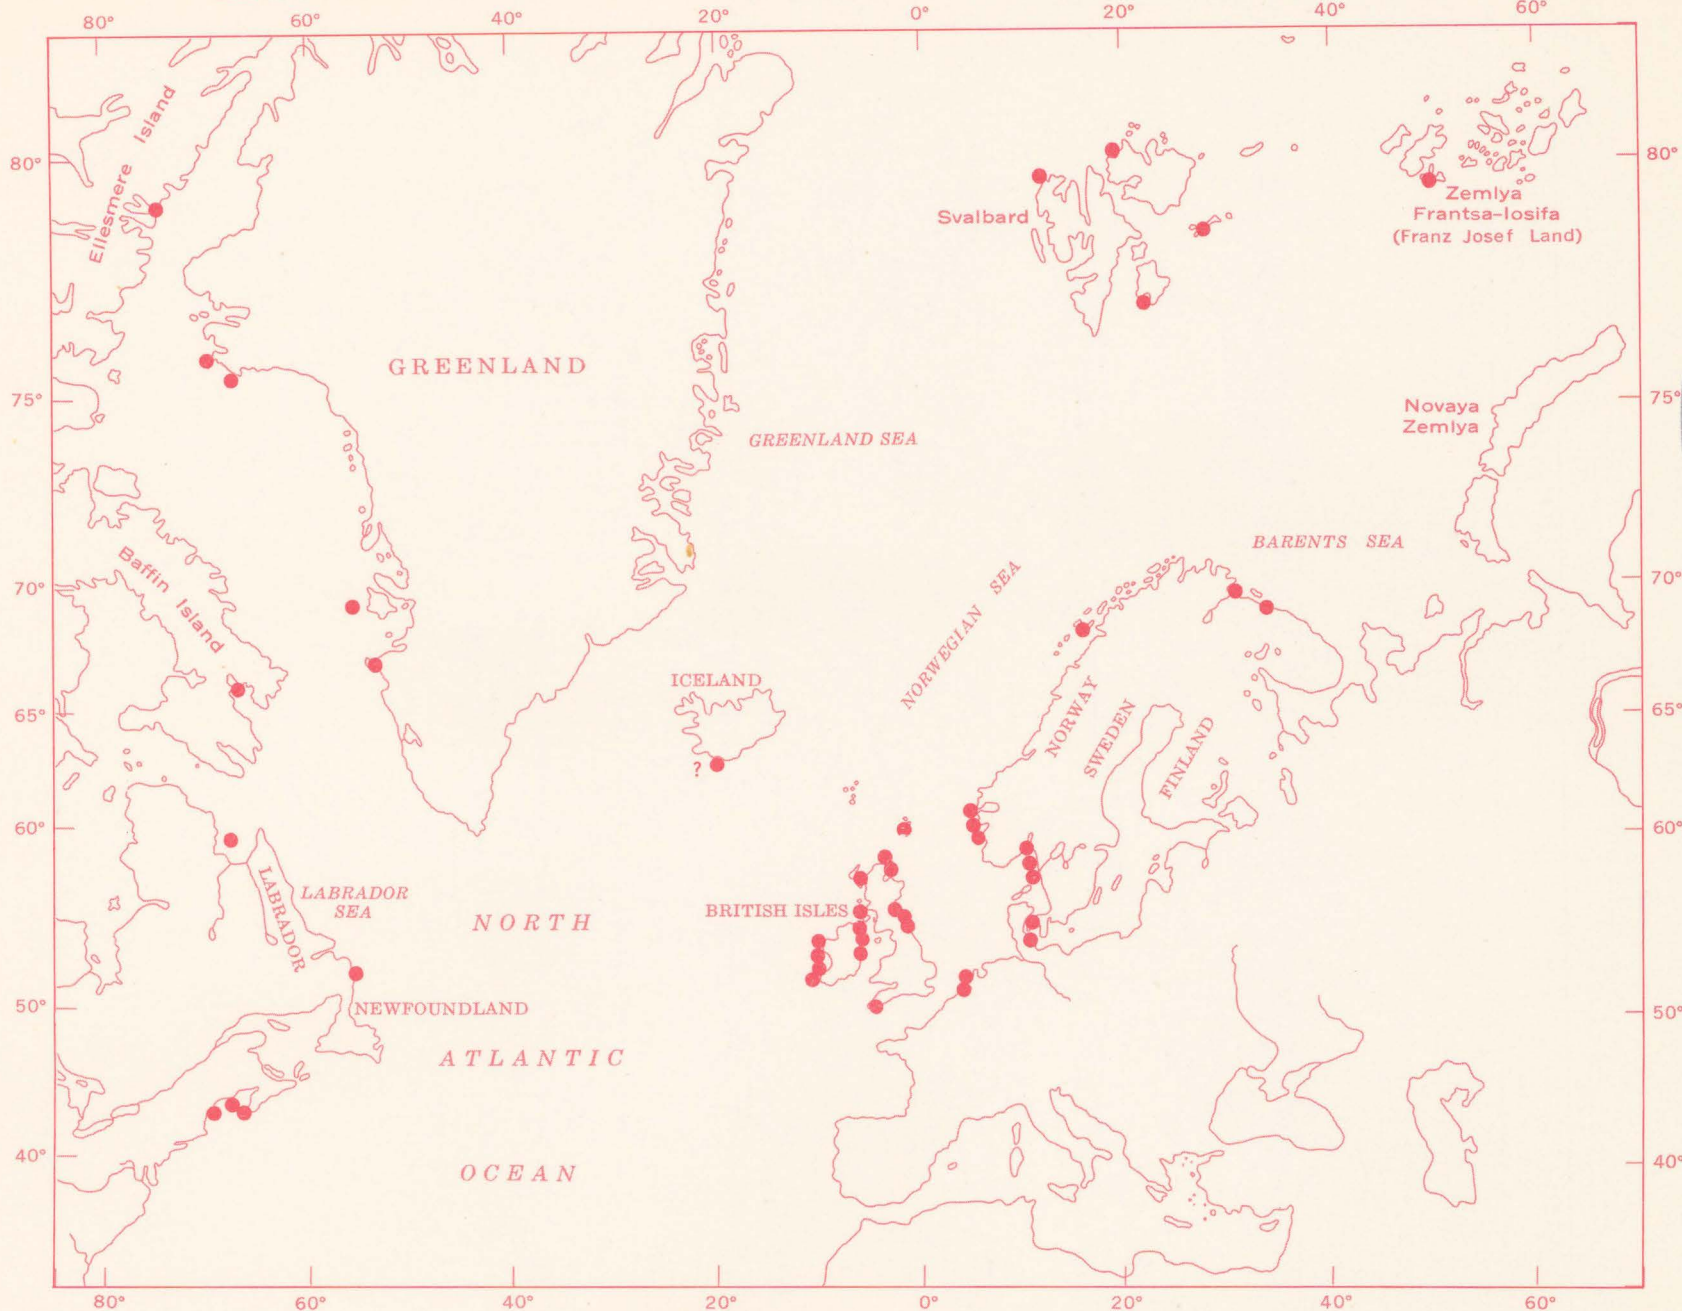 80° 60° 40° 20° 0° 20° 40° 60°
80° 80°
Ellesmere Island
Svalbard
Zemlya
Frantsa-Iosifa
(Franz Josef Land)
GREENLAND
75° 75°
Novaya
Zemlya
GREENLAND SEA
BARENTS SEA
Baffin Island
70° 70°
NORWEGIAN SEA
ICELAND
65° 65°
NORWAY
SWEDEN
FINLAND
?
60° 60°
LABRADOR
LABRADOR
SEA
NORTH
BRITISH ISLES
50° 50°
NEWFOUNDLAND
ATLANTIC
40° 40°
OCEAN
80° 60° 40° 20° 0° 20° 40° 60°